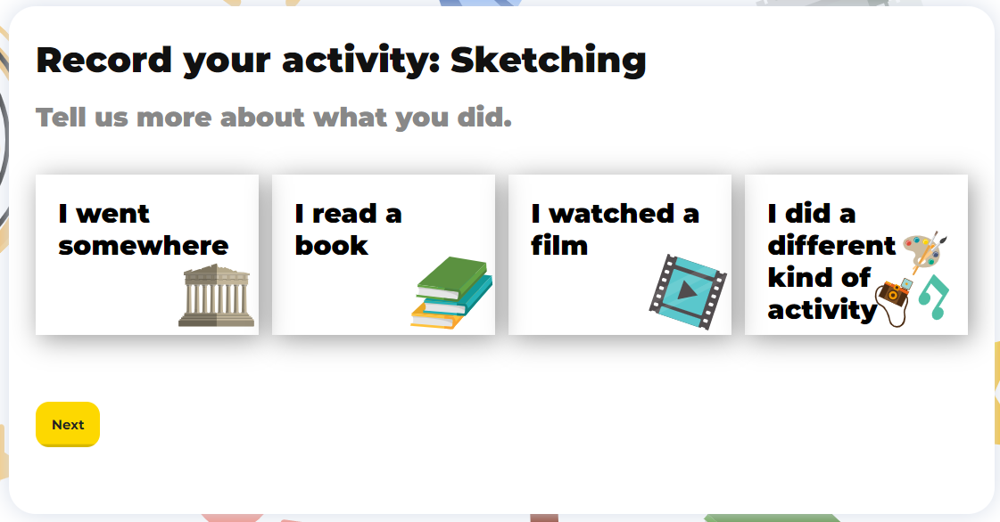 Record your activity: Sketching
Tell us more about what you did.
I went
somewhere
I read a
book
I watched a
film
I did a
different
kind of
activity
Next